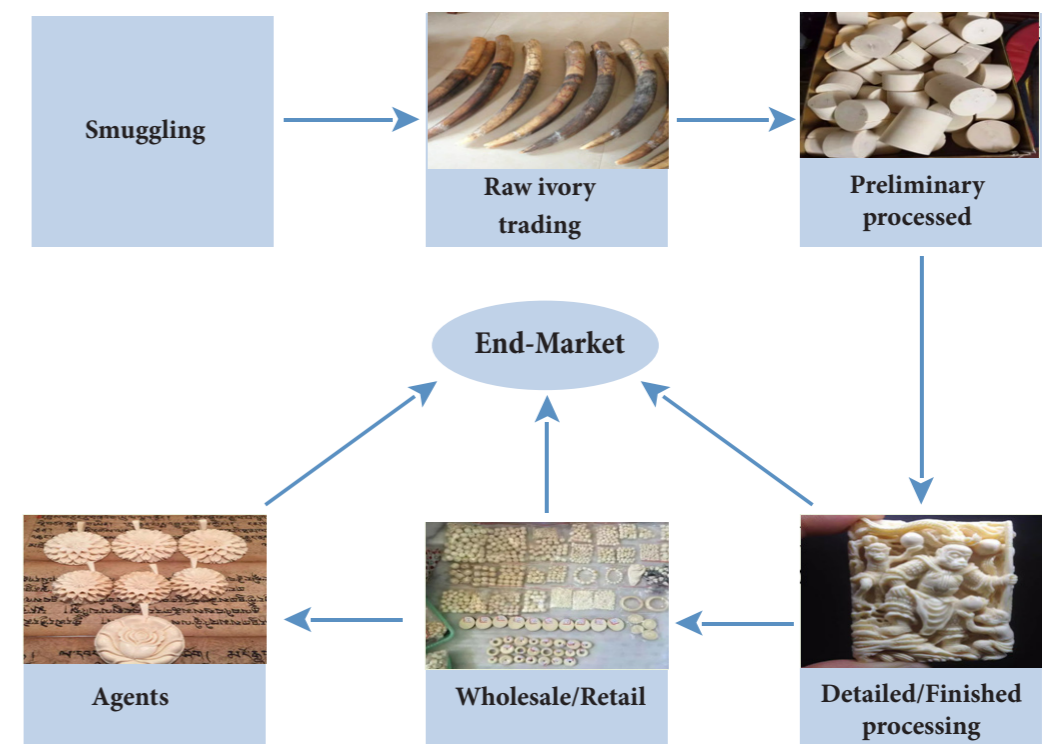 Smuggling
Raw ivory
trading
Preliminary
processed
End-Market
Agents
Wholesale/Retail
Detailed/Finished
processing